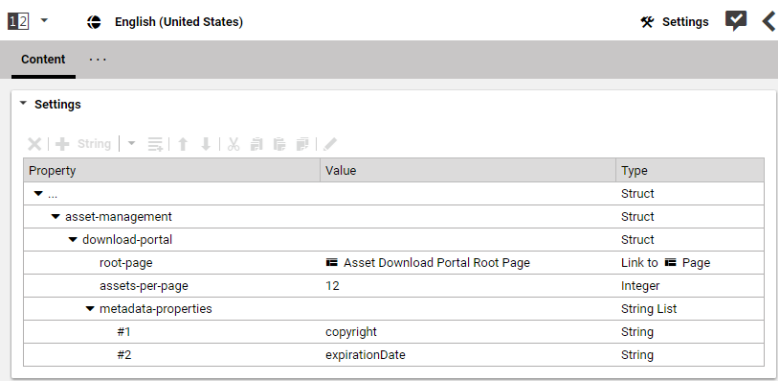 12 English (United States) Settings
Content ...
Settings
String
Property Value Type
... Struct
asset-management Struct
download-portal Struct
root-page Asset Download Portal Root Page Link to Page
assets-per-page 12 Integer
metadata-properties String List
#1 copyright String
#2 expirationDate String